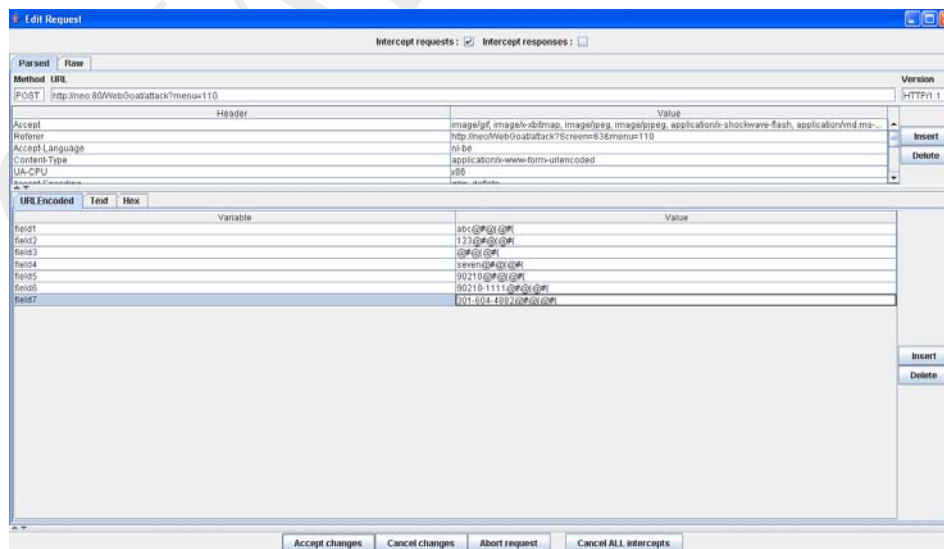 Edit Request
Intercept requests : Intercept responses :
Parsed Raw
Method URL Version
POST http://neo:80/WebGoat/attack?menu=110 HTTP/1.1
Header Value
Accept image/gif, image/x-xbitmap, image/jpeg, image/pjpeg, application/x-shockwave-flash, application/vnd.ms-...
Referer http://neo/WebGoat/attack?Screen=63&menu=110
Insert
Accept-Language nl-be
Content-Type application/x-www-form-urlencoded
Delete
UA-CPU x86
Accept-Encoding gzip, deflate
URLEncoded Text Hex
Variable Value
field1 abc@#@(@#(
field2 123@#@(@#(
field3 @#@(@#(
field4 seven@#@(@#(
field5 90210@#@(@#(
field6 90210-1111@#@(@#(
field7 301-604-4882@#@(@#(
Insert
Delete
Accept changes Cancel changes Abort request Cancel ALL intercepts